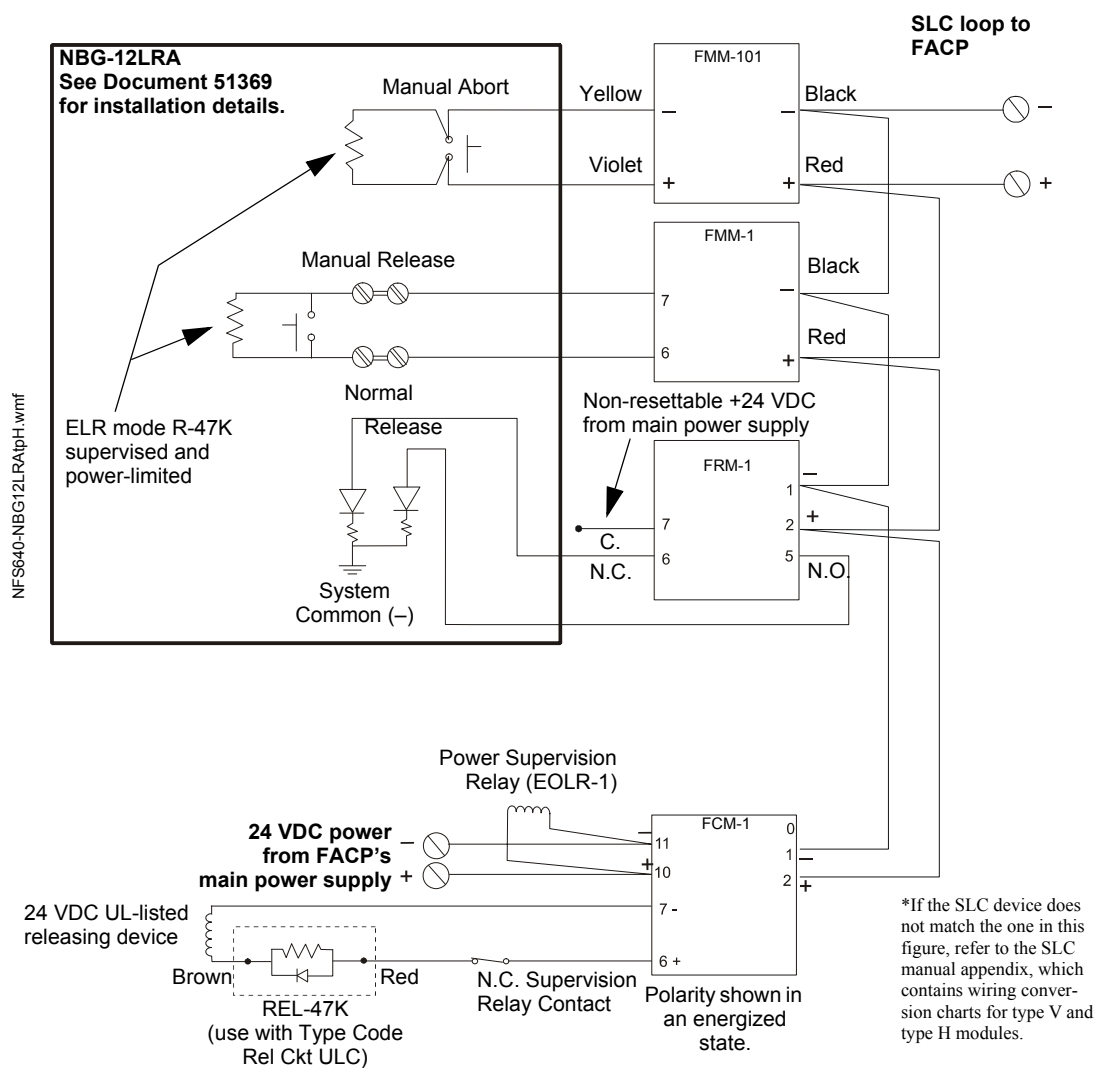 SLC loop to
FACP
NBG-12LRA
See Document 51369
for installation details.
Manual Abort
Yellow
Violet
FMM-101
–
+
–
+
Black
Red
–
+
Manual Release
FMM-1
7
6
–
+
Black
Red
Normal
Release
ELR mode R-47K
supervised and
power-limited
Non-resettable +24 VDC
from main power supply
FRM-1
7
6
1
2
5
–
+
C.
N.C.
N.O.
System
Common (–)
NFS640-NBG12LRAtpH.wmf
Power Supervision
Relay (EOLR-1)
24 VDC power
from FACP's
main power supply
–
+
FCM-1
–
11
+
10
7 -
6 +
0
1
–
2
+
24 VDC UL-listed
releasing device
Brown
Red
REL-47K
(use with Type Code
Rel Ckt ULC)
N.C. Supervision
Relay Contact
Polarity shown in
an energized
state.
*If the SLC device does
not match the one in this
figure, refer to the SLC
manual appendix, which
contains wiring conver-
sion charts for type V and
type H modules.